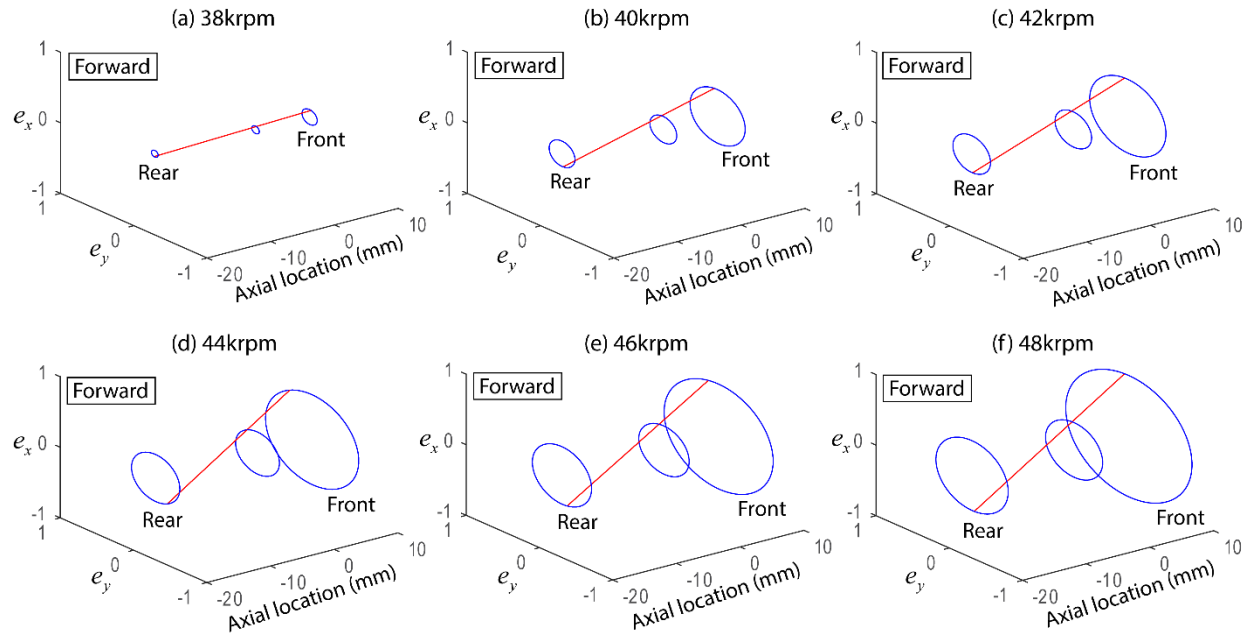 (a) 38krpm
(b) 40krpm
(c) 42krpm
1
Forward
e_x 0
-1
1
e_y 0
-1
-20
-10
0
10
Axial location (mm)
Rear
Front
1
Forward
e_x 0
-1
1
e_y 0
-1
-20
-10
0
10
Axial location (mm)
Rear
Front
1
Forward
e_x 0
-1
1
e_y 0
-1
-20
-10
0
10
Axial location (mm)
Rear
Front
(d) 44krpm
(e) 46krpm
(f) 48krpm
1
Forward
e_x 0
-1
1
e_y 0
-1
-20
-10
0
10
Axial location (mm)
Rear
Front
1
Forward
e_x 0
-1
1
e_y 0
-1
-20
-10
0
10
Axial location (mm)
Rear
Front
1
Forward
e_x 0
-1
1
e_y 0
-1
-20
-10
0
10
Axial location (mm)
Rear
Front